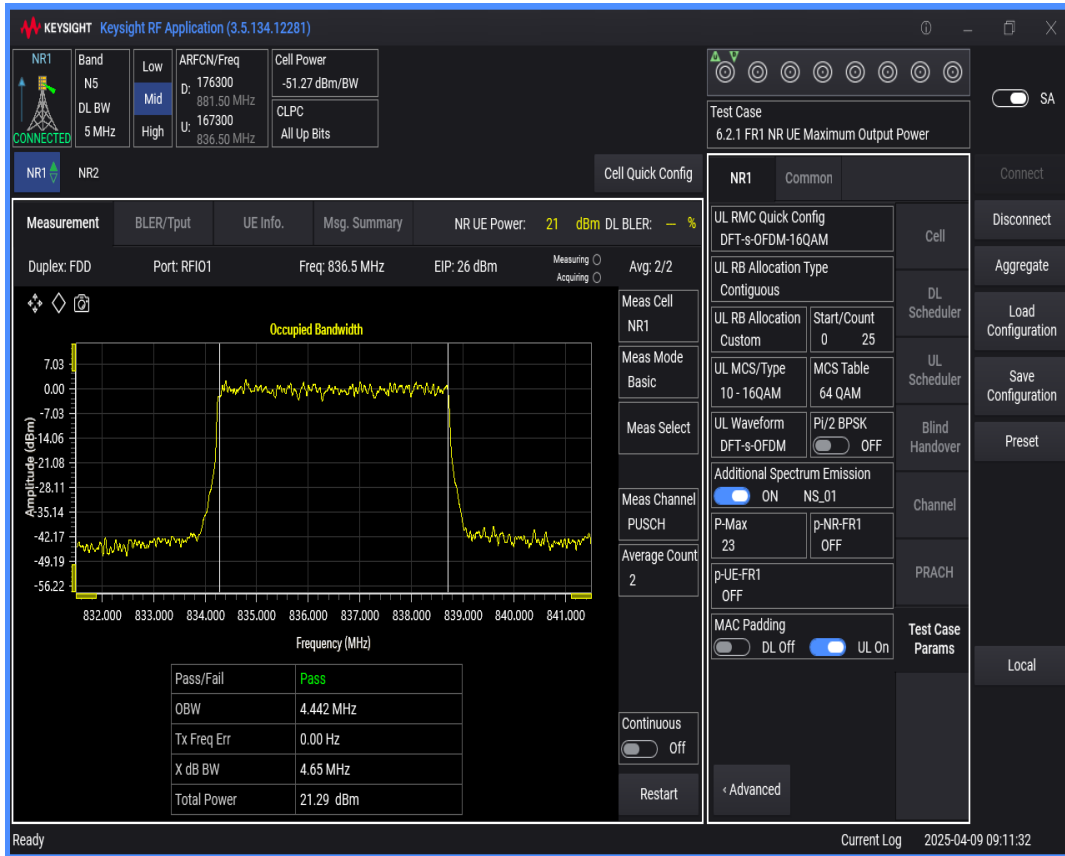 KEYSIGHT Keysight RF Application (3.5.134.12281)
NR1
CONNECTED
Band
N5
DL BW
5 MHz
Low
Mid
High
ARFCN/Freq
D: 176300
881.50 MHz
U: 167300
836.50 MHz
Cell Power
-51.27 dBm/BW
CLPC
All Up Bits
Test Case
6.2.1 FR1 NR UE Maximum Output Power
SA
NR1
NR2
Cell Quick Config
NR1
Common
Connect
Measurement
BLER/Tput
UE Info.
Msg. Summary
NR UE Power: 21 dBm DL BLER: --- %
Duplex: FDD
Port: RFIO1
Freq: 836.5 MHz
EIP: 26 dBm
Measuring
Acquiring
Avg: 2/2
Occupied Bandwidth
Amplitude (dBm)
7.03
0.00
-7.03
-14.06
-21.08
-28.11
-35.14
-42.17
-49.19
-56.22
832.000 833.000 834.000 835.000 836.000 837.000 838.000 839.000 840.000 841.000
Frequency (MHz)
Pass/Fail Pass
OBW 4.442 MHz
Tx Freq Err 0.00 Hz
X dB BW 4.65 MHz
Total Power 21.29 dBm
Meas Cell
NR1
Meas Mode
Basic
Meas Select
Meas Channel
PUSCH
Average Count
2
Continuous
Off
Restart
UL RMC Quick Config
DFT-s-OFDM-16QAM
UL RB Allocation Type
Contiguous
UL RB Allocation
Custom
Start/Count
0 25
UL MCS/Type
10 - 16QAM
MCS Table
64 QAM
UL Waveform
DFT-s-OFDM
Pi/2 BPSK
OFF
Additional Spectrum Emission
ON NS_01
P-Max
23
p-NR-FR1
OFF
p-UE-FR1
OFF
MAC Padding
DL Off UL On
‹ Advanced
Cell
DL
Scheduler
UL
Scheduler
Blind
Handover
Channel
PRACH
Test Case
Params
Disconnect
Aggregate
Load
Configuration
Save
Configuration
Preset
Local
Ready
Current Log 2025-04-09 09:11:32